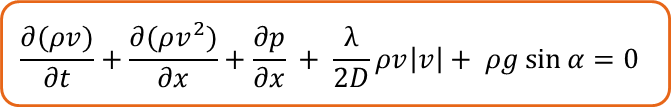 ∂(ρv)/∂t + ∂(ρv²)/∂x + ∂p/∂x + λ/2D ρv|v| + ρg sin α = 0